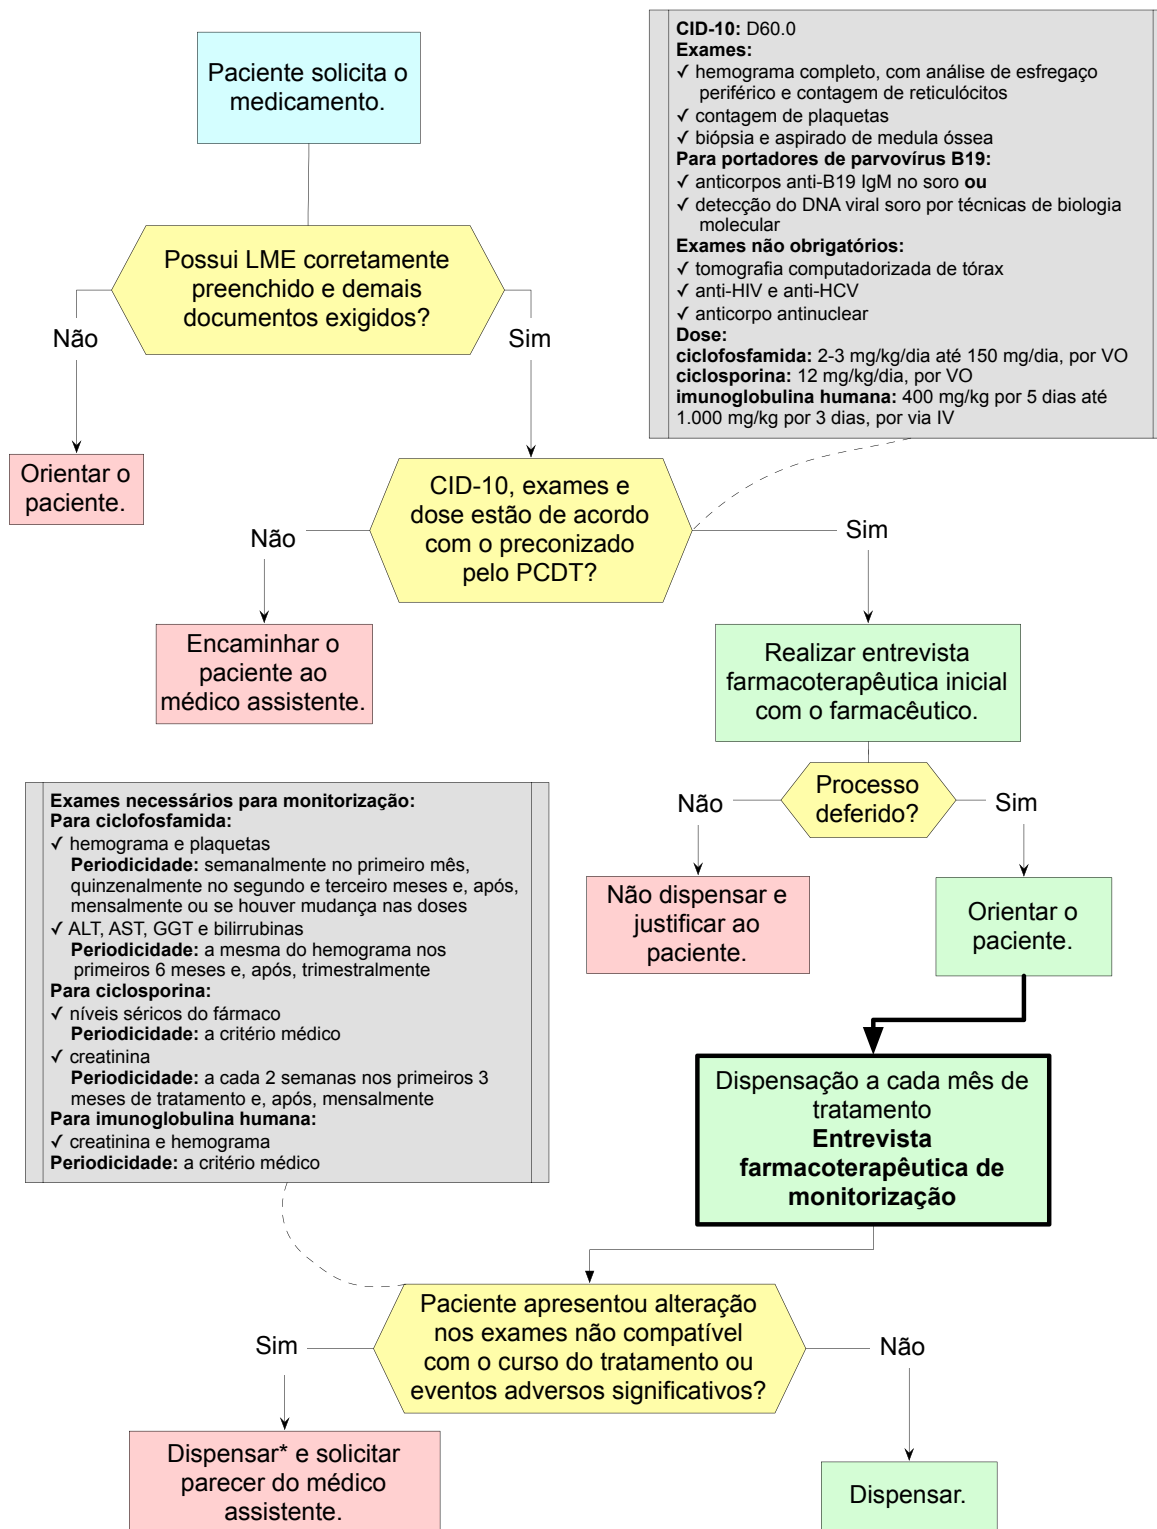 Paciente solicita o
medicamento.
CID-10: D60.0
Exames:
✓ hemograma completo, com análise de esfregaço
periférico e contagem de reticulócitos
✓ contagem de plaquetas
✓ biópsia e aspirado de medula óssea
Para portadores de parvovírus B19:
✓ anticorpos anti-B19 IgM no soro ou
✓ detecção do DNA viral soro por técnicas de biologia
molecular
Exames não obrigatórios:
✓ tomografia computadorizada de tórax
✓ anti-HIV e anti-HCV
✓ anticorpo antinuclear
Dose:
ciclofosfamida: 2-3 mg/kg/dia até 150 mg/dia, por VO
ciclosporina: 12 mg/kg/dia, por VO
imunoglobulina humana: 400 mg/kg por 5 dias até
1.000 mg/kg por 3 dias, por via IV
Possui LME corretamente
preenchido e demais
documentos exigidos?
Não
Sim
Orientar o
paciente.
CID-10, exames e
dose estão de acordo
com o preconizado
pelo PCDT?
Não
Sim
Encaminhar o
paciente ao
médico assistente.
Realizar entrevista
farmacoterapêutica inicial
com o farmacêutico.
Processo
deferido?
Não
Sim
Não dispensar e
justificar ao
paciente.
Orientar o
paciente.
Exames necessários para monitorização:
Para ciclofosfamida:
✓ hemograma e plaquetas
Periodicidade: semanalmente no primeiro mês,
quinzenalmente no segundo e terceiro meses e, após,
mensalmente ou se houver mudança nas doses
✓ ALT, AST, GGT e bilirrubinas
Periodicidade: a mesma do hemograma nos
primeiros 6 meses e, após, trimestralmente
Para ciclosporina:
✓ níveis séricos do fármaco
Periodicidade: a critério médico
✓ creatinina
Periodicidade: a cada 2 semanas nos primeiros 3
meses de tratamento e, após, mensalmente
Para imunoglobulina humana:
✓ creatinina e hemograma
Periodicidade: a critério médico
Dispensação a cada mês de
tratamento
Entrevista
farmacoterapêutica de
monitorização
Paciente apresentou alteração
nos exames não compatível
com o curso do tratamento ou
eventos adversos significativos?
Sim
Não
Dispensar* e solicitar
parecer do médico
assistente.
Dispensar.